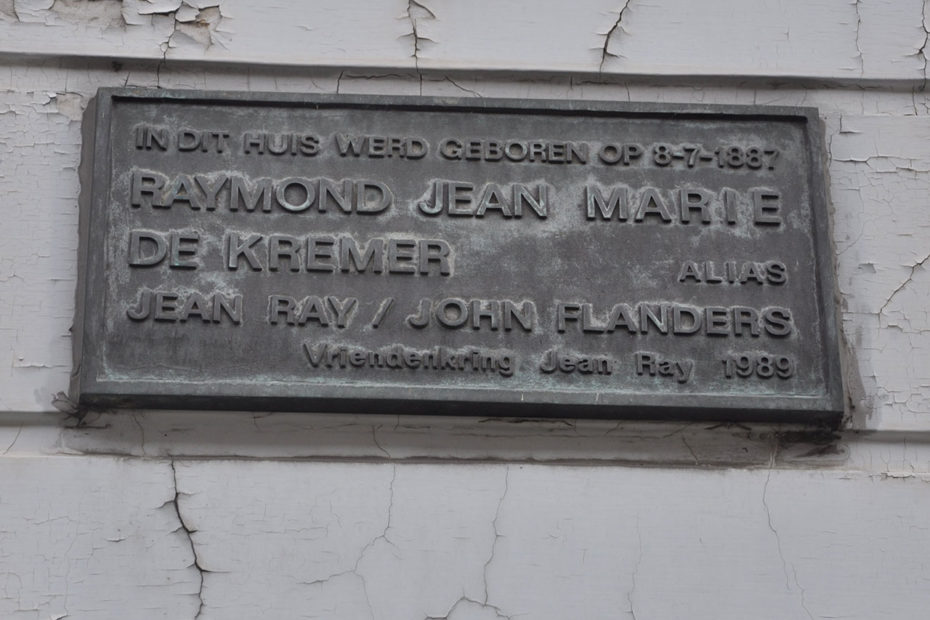 IN DIT HUIS WERD GEBOREN OP 8-7-1887
RAYMOND JEAN MARIE
DE KREMER ALIAS
JEAN RAY / JOHN FLANDERS
Vriendenkring Jean Ray 1989